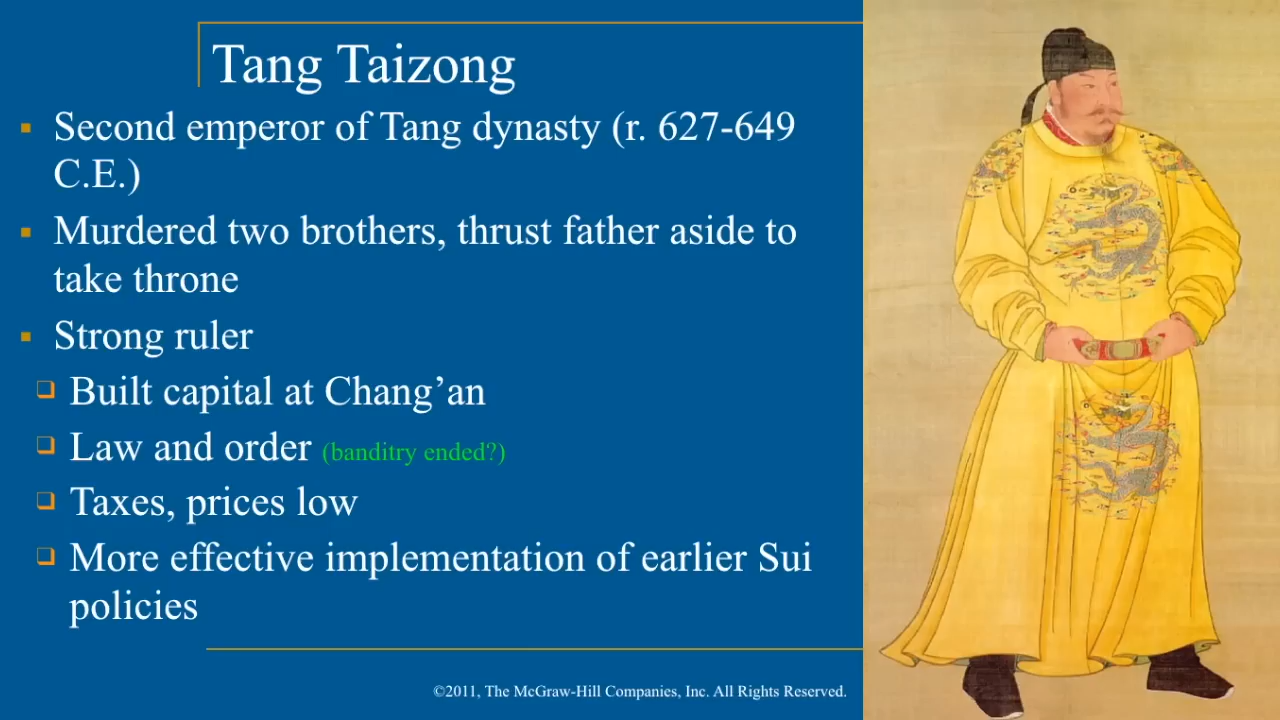 Tang Taizong
Second emperor of Tang dynasty (r. 627-649
C.E.)
Murdered two brothers, thrust father aside to
take throne
Strong ruler
Built capital at Chang’an
Law and order (banditry ended?)
Taxes, prices low
More effective implementation of earlier Sui
policies
©2011, The McGraw-Hill Companies, Inc. All Rights Reserved.